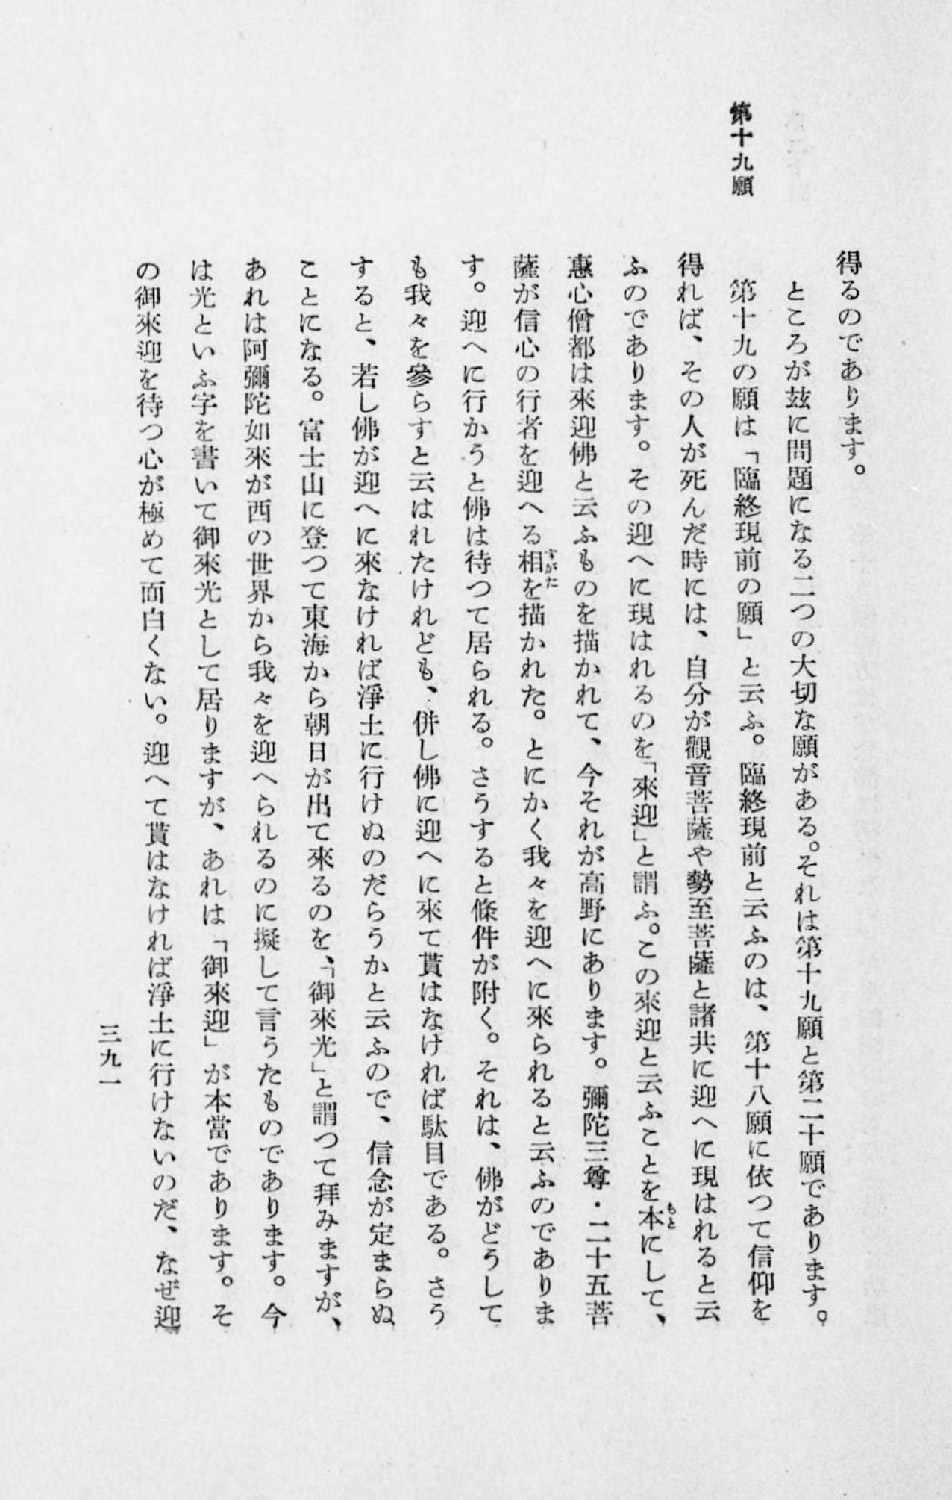 第十九願
得るのであります。
ところが玆に問題になる二つの大切な願がある。それは第十九願と第二十願であります。
第十九の願は「臨終現前の願」と云ふ。臨終現前と云ふのは、第十八願に依つて信仰を
得れば、その人が死んだ時には、自分が觀音菩薩や勢至菩薩と諸共に迎へに現はれると云
ふのであります。その迎へに現はれるのを「來迎」と謂ふ。この來迎と云ふことを本にして、
惠心僧都は來迎佛と云ふものを描かれて、今それが高野にあります。彌陀三尊・二十五菩
薩が信心の行者を迎へる相を描かれた。とにかく我々を迎へに來られると云ふのでありま
す。迎へに行かうと佛は待つて居られる。さうすると條件が附く。それは、佛がどうして
も我々を參らすと云はれたけれども、併し佛に迎へに來て貰はなければ駄目である。さう
すると、若し佛が迎へに來なければ淨土に行けぬのだらうかと云ふので、信念が定まらぬ
ことになる。富士山に登つて東海から朝日が出て來るのを、「御來光」と謂つて拜みますが、
あれは阿彌陀如來が西の世界から我々を迎へられるのに擬して言うたものであります。今
は光といふ字を書いて御來光として居りますが、あれは「御來迎」が本當であります。そ
の御來迎を待つ心が極めて面白くない。迎へて貰はなければ淨土に行けないのだ、なぜ迎
三九一